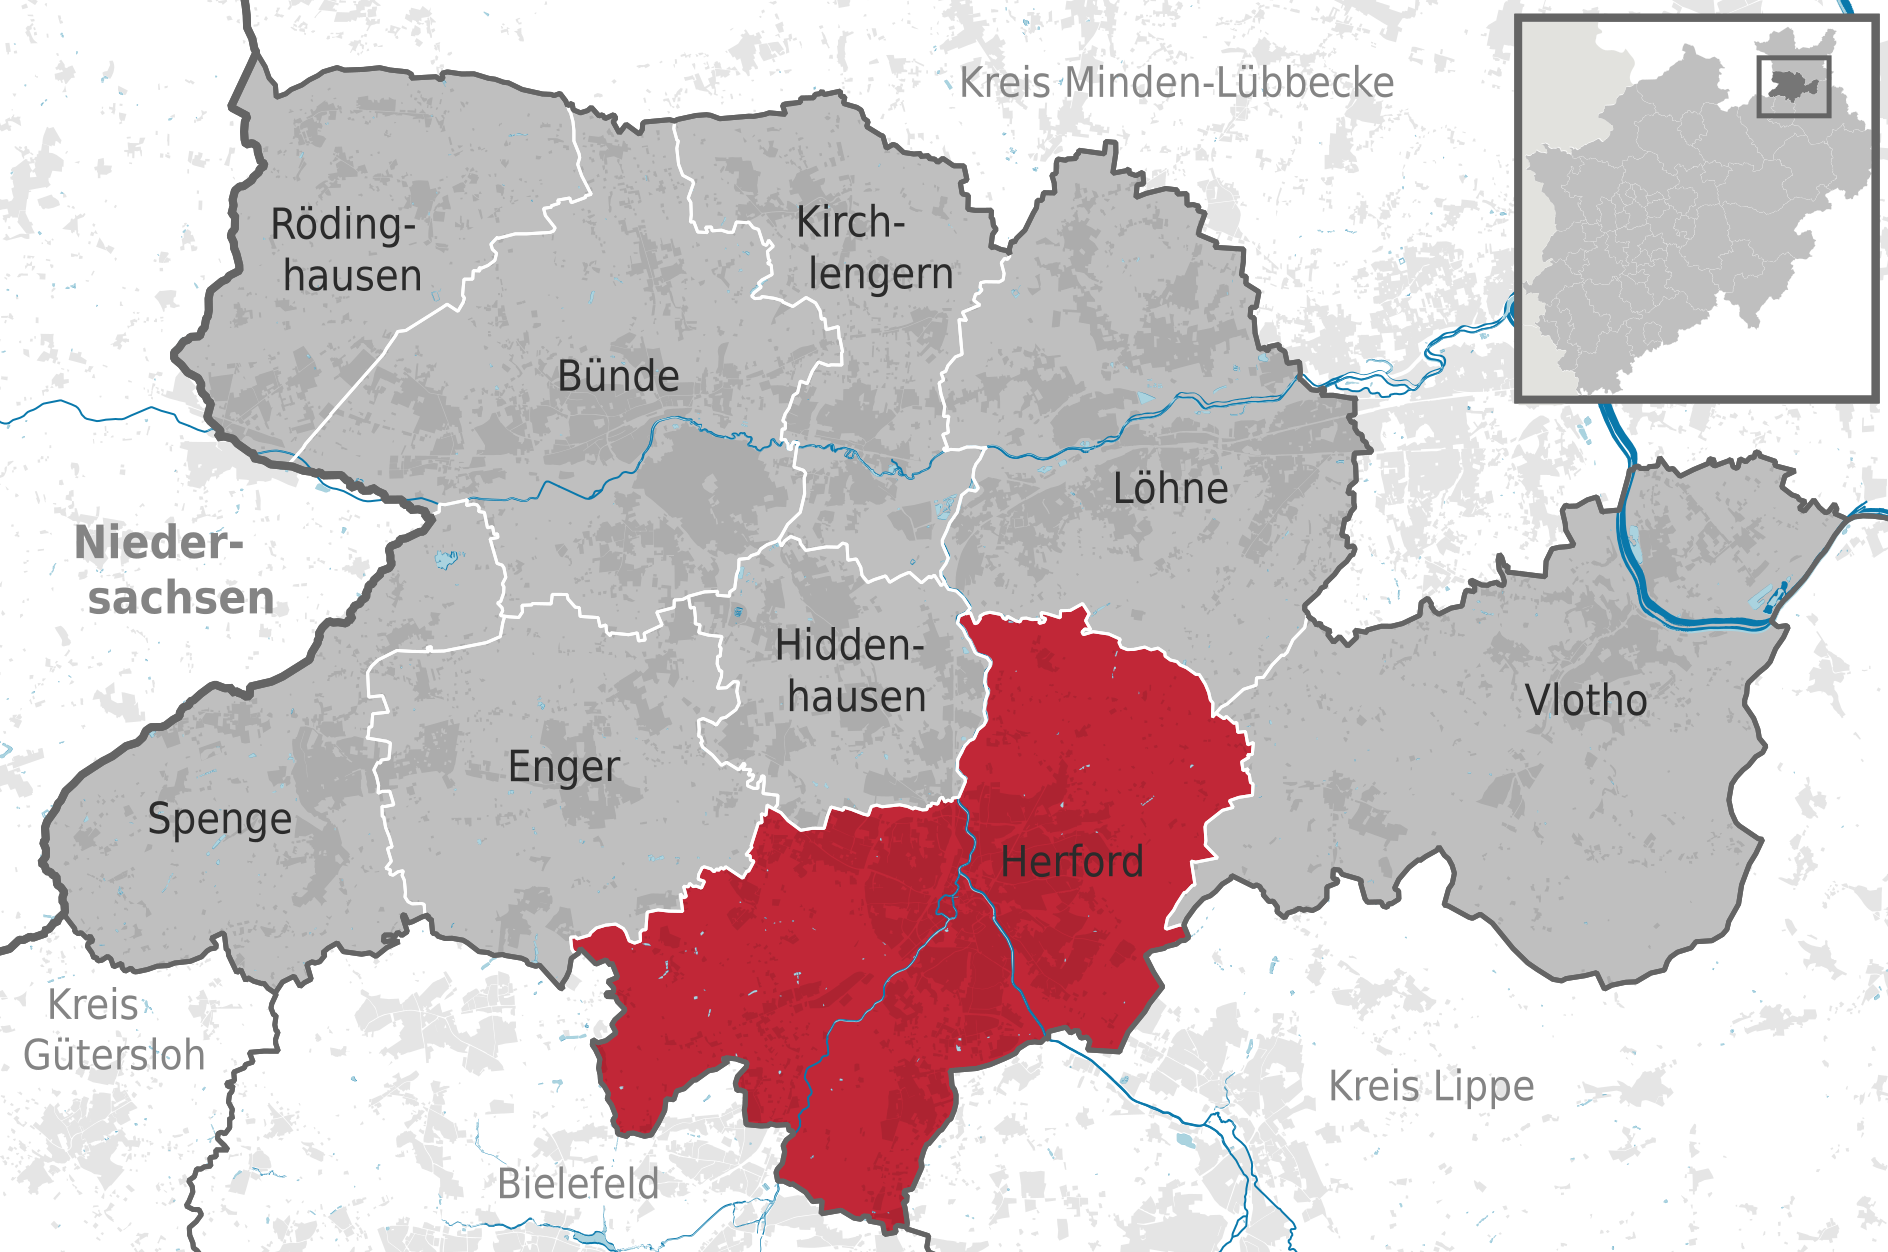 Kreis Minden-Lübbecke
Röding-
hausen
Kirch-
lengern
Bünde
Löhne
Nieder-
sachsen
Hidden-
hausen
Vlotho
Enger
Spenge
Herford
Kreis
Gütersloh
Kreis Lippe
Bielefeld